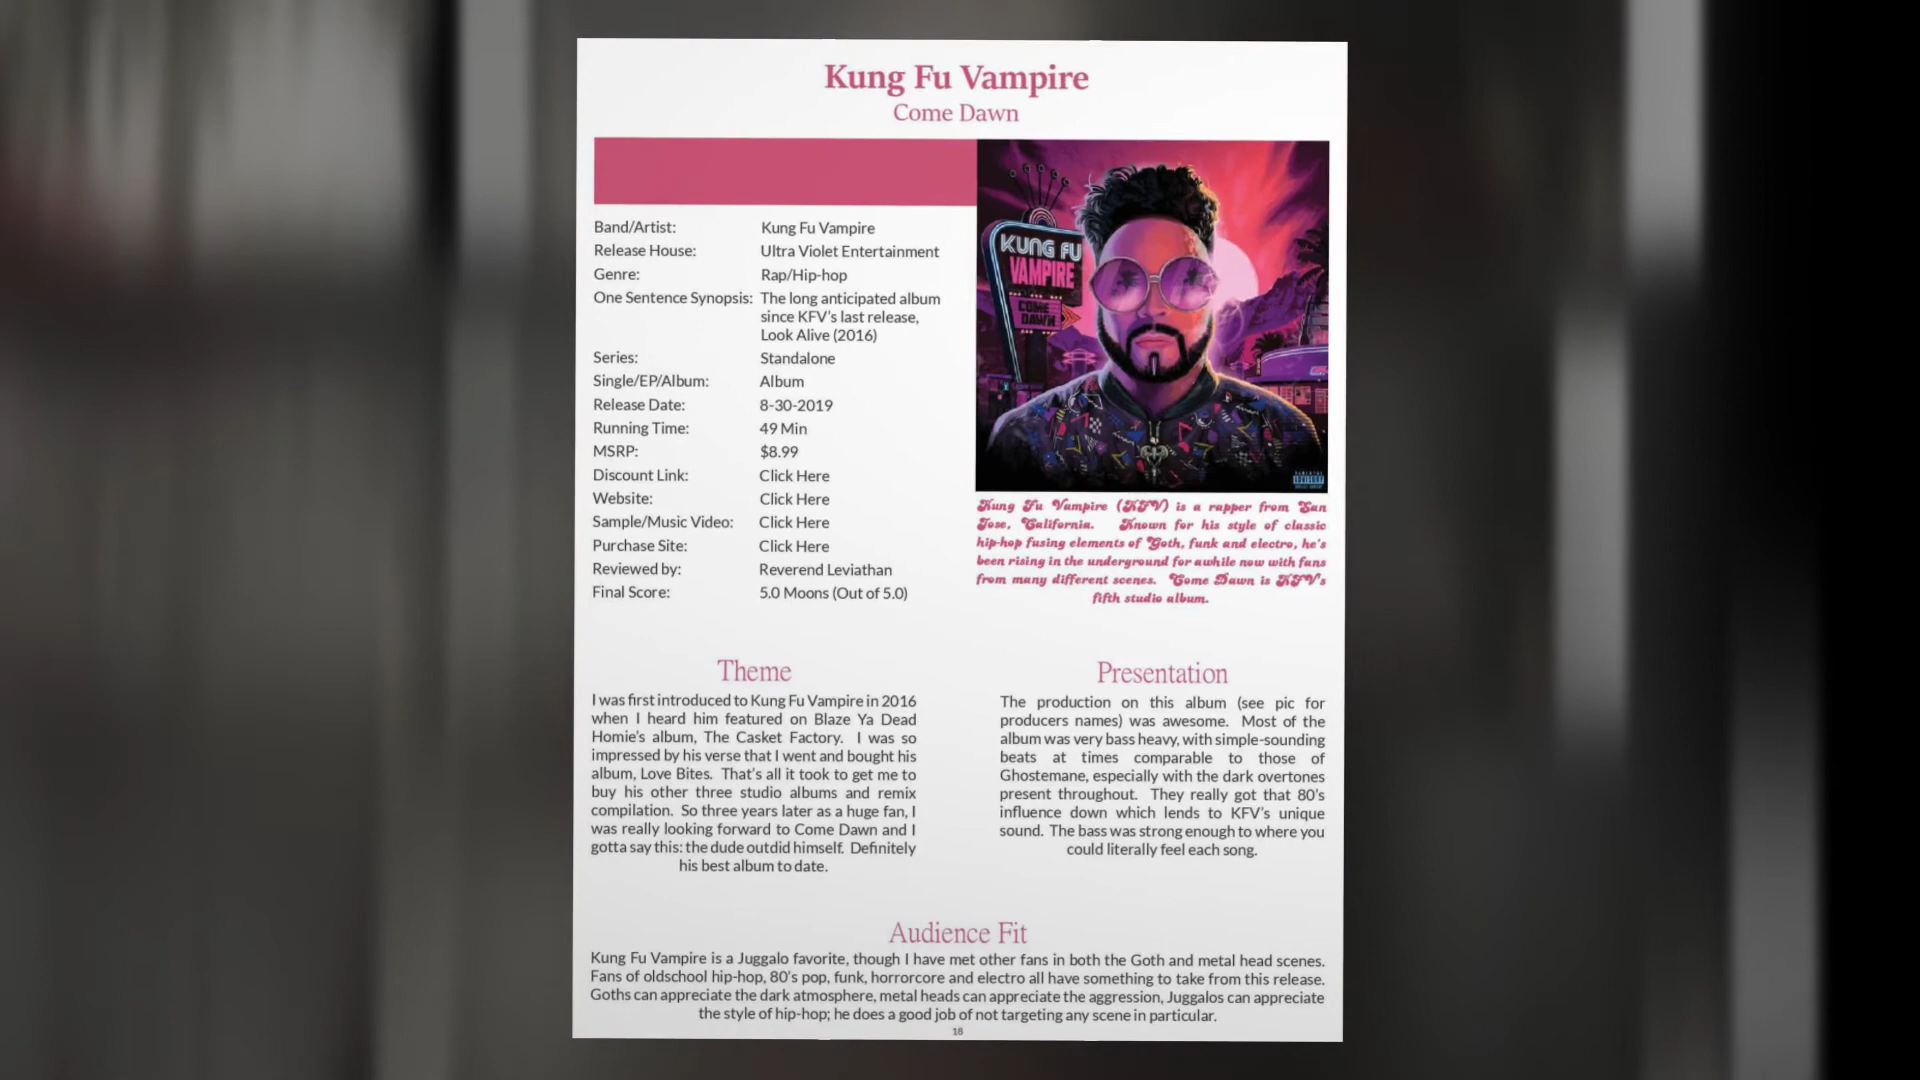 Kung Fu Vampire
Come Dawn
KUNG FU
VAMPIRE
COME
DAWN
Band/Artist: Kung Fu Vampire
Release House: Ultra Violet Entertainment
Genre: Rap/Hip-hop
One Sentence Synopsis: The long anticipated album
since KFV's last release,
Look Alive (2016)
Series: Standalone
Single/EP/Album: Album
Release Date: 8-30-2019
Running Time: 49 Min
MSRP: $8.99
Discount Link: Click Here
Website: Click Here
Sample/Music Video: Click Here
Purchase Site: Click Here
Reviewed by: Reverend Leviathan
Final Score: 5.0 Moons (Out of 5.0)
ADVISORY
Kung Fu Vampire (KFV) is a rapper from San
Jose, California. Known for his style of classic
hip-hop fusing elements of Goth, funk and electro, he's
been rising in the underground for awhile now with fans
from many different scenes. Come Dawn is KFV's
fifth studio album.
Theme
I was first introduced to Kung Fu Vampire in 2016
when I heard him featured on Blaze Ya Dead
Homie's album, The Casket Factory. I was so
impressed by his verse that I went and bought his
album, Love Bites. That's all it took to get me to
buy his other three studio albums and remix
compilation. So three years later as a huge fan, I
was really looking forward to Come Dawn and I
gotta say this: the dude outdid himself. Definitely
his best album to date.
Presentation
The production on this album (see pic for
producers names) was awesome. Most of the
album was very bass heavy, with simple-sounding
beats at times comparable to those of
Ghostemane, especially with the dark overtones
present throughout. They really got that 80's
influence down which lends to KFV's unique
sound. The bass was strong enough to where you
could literally feel each song.
Audience Fit
Kung Fu Vampire is a Juggalo favorite, though I have met other fans in both the Goth and metal head scenes.
Fans of oldschool hip-hop, 80's pop, funk, horrorcore and electro all have something to take from this release.
Goths can appreciate the dark atmosphere, metal heads can appreciate the aggression, Juggalos can appreciate
the style of hip-hop; he does a good job of not targeting any scene in particular.
18